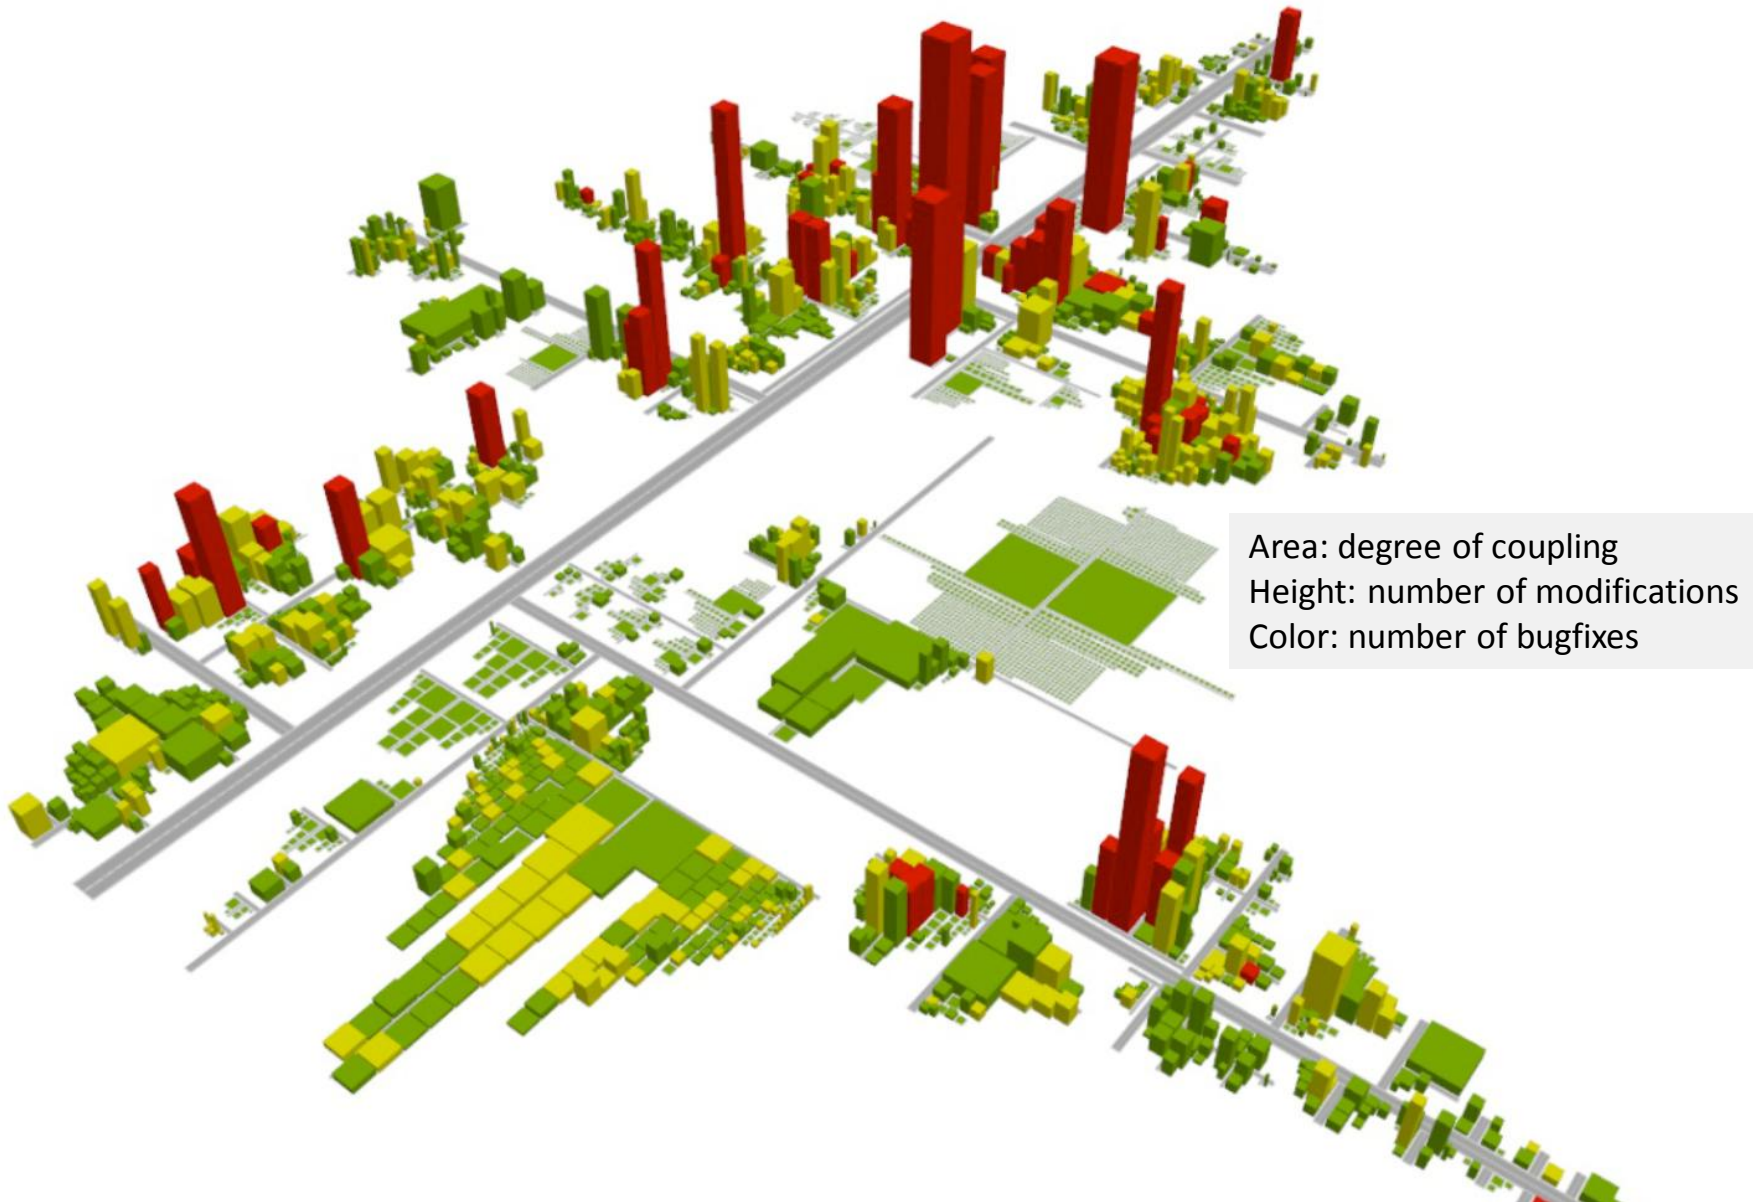 Area: degree of coupling
Height: number of modifications
Color: number of bugfixes